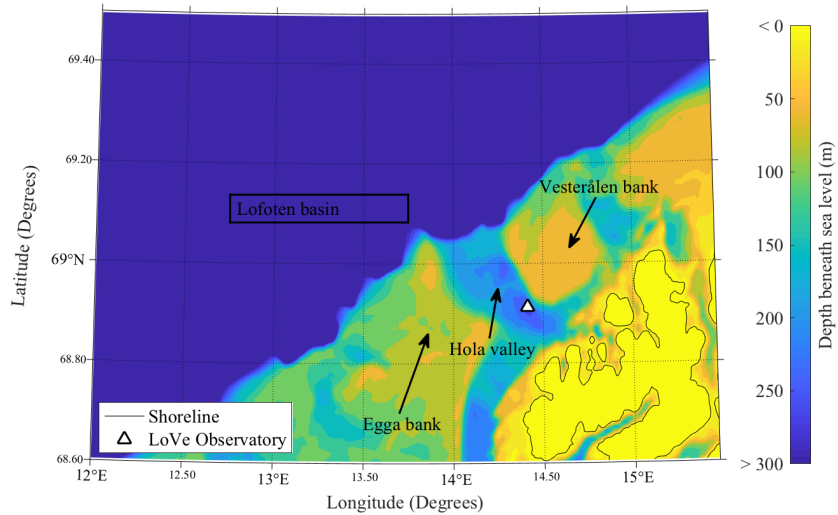 < 0
69.40
50
69.20
Vesterålen bank
100
Lofoten basin
150
69°N
Latitude (Degrees)
Depth beneath sea level (m)
200
Hola valley
68.80
250
Egga bank
Shoreline
LoVe Observatory
68.60
> 300
12°E
12.50
13°E
13.50
14°E
14.50
15°E
Longitude (Degrees)